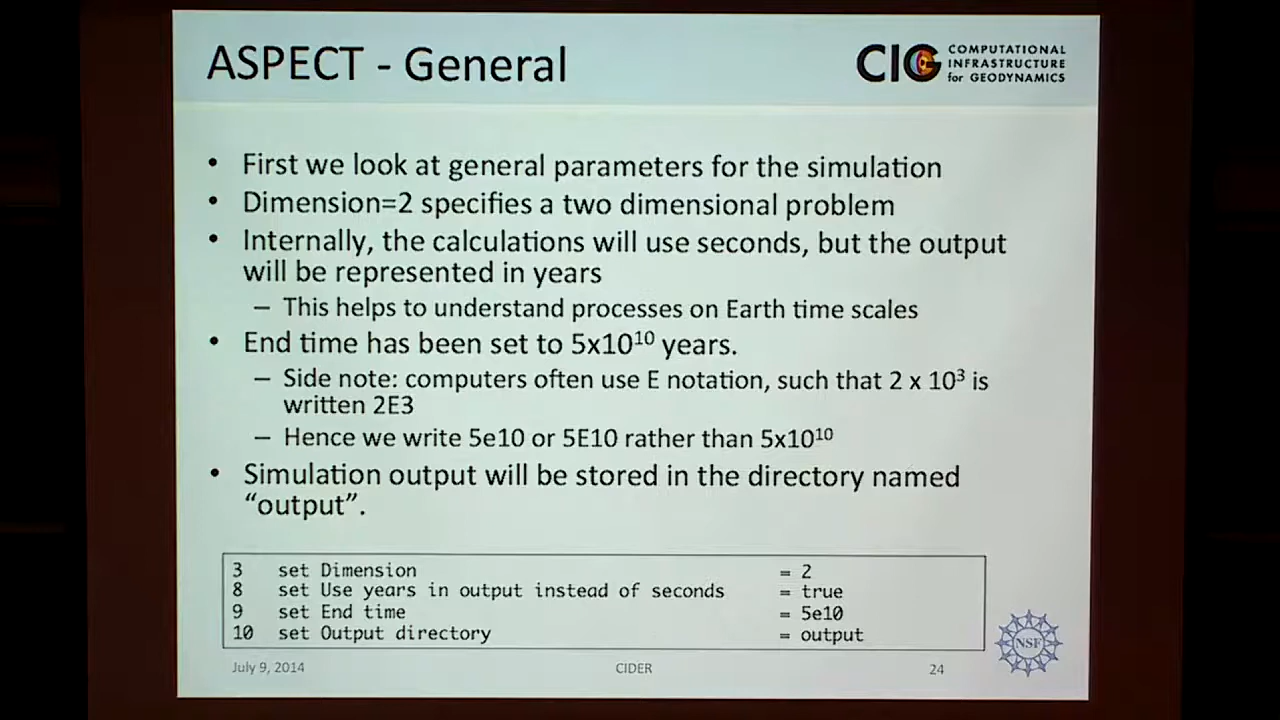 ASPECT - General
CIG COMPUTATIONAL
INFRASTRUCTURE
for GEODYNAMICS
• First we look at general parameters for the simulation
• Dimension=2 specifies a two dimensional problem
• Internally, the calculations will use seconds, but the output
will be represented in years
– This helps to understand processes on Earth time scales
• End time has been set to 5x10¹⁰ years.
– Side note: computers often use E notation, such that 2 x 10³ is
written 2E3
– Hence we write 5e10 or 5E10 rather than 5x10¹⁰
• Simulation output will be stored in the directory named
“output”.
3 set Dimension = 2
8 set Use years in output instead of seconds = true
9 set End time = 5e10
10 set Output directory = output
NSF
July 9, 2014 CIDER 24